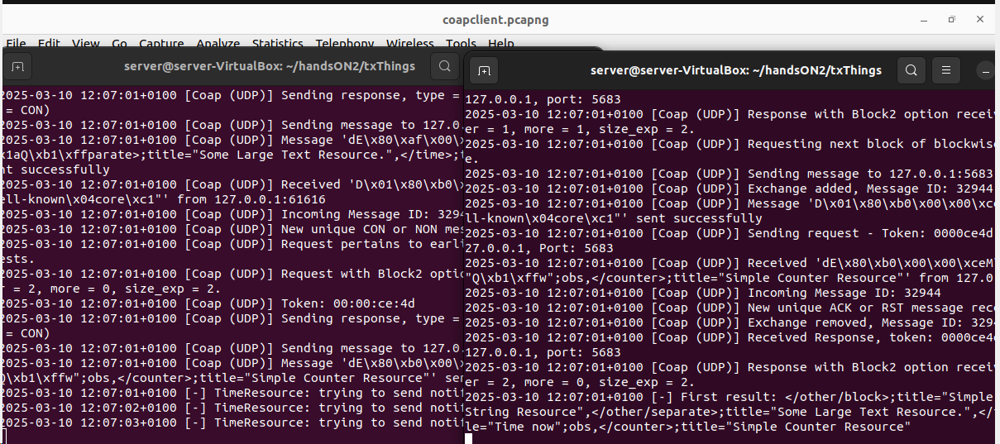 coapclient.pcapng
File Edit View Go Capture Analyze Statistics Telephony Wireless Tools Help
server@server-VirtualBox: ~/handsON2/txThings
2025-03-10 12:07:01+0100 [Coap (UDP)] Sending response, type =
= CON)
2025-03-10 12:07:01+0100 [Coap (UDP)] Sending message to 127.0.
2025-03-10 12:07:01+0100 [Coap (UDP)] Message 'dE\x80\xaf\x00\
x1aQ\xb1\xffparate>;title="Some Large Text Resource.",</time>;t
nt successfully
2025-03-10 12:07:01+0100 [Coap (UDP)] Received 'D\x01\x80\xb0\
ell-known\x04core\xc1"' from 127.0.0.1:61616
2025-03-10 12:07:01+0100 [Coap (UDP)] Incoming Message ID: 3294
2025-03-10 12:07:01+0100 [Coap (UDP)] New unique CON or NON mes
2025-03-10 12:07:01+0100 [Coap (UDP)] Request pertains to earli
ests.
2025-03-10 12:07:01+0100 [Coap (UDP)] Request with Block2 optio
r = 2, more = 0, size_exp = 2.
2025-03-10 12:07:01+0100 [Coap (UDP)] Token: 00:00:ce:4d
2025-03-10 12:07:01+0100 [Coap (UDP)] Sending response, type =
= CON)
2025-03-10 12:07:01+0100 [Coap (UDP)] Sending message to 127.0.
2025-03-10 12:07:01+0100 [Coap (UDP)] Message 'dE\x80\xb0\x00\
Q\xb1\xffw";obs,</counter>;title="Simple Counter Resource"' sen
2025-03-10 12:07:01+0100 [-] TimeResource: trying to send notif
2025-03-10 12:07:02+0100 [-] TimeResource: trying to send notif
2025-03-10 12:07:03+0100 [-] TimeResource: trying to send notif
server@server-VirtualBox: ~/handsON2/txThings
127.0.0.1, port: 5683
2025-03-10 12:07:01+0100 [Coap (UDP)] Response with Block2 option recei
er = 1, more = 1, size_exp = 2.
2025-03-10 12:07:01+0100 [Coap (UDP)] Requesting next block of blockwis
e.
2025-03-10 12:07:01+0100 [Coap (UDP)] Sending message to 127.0.0.1:5683
2025-03-10 12:07:01+0100 [Coap (UDP)] Exchange added, Message ID: 32944
2025-03-10 12:07:01+0100 [Coap (UDP)] Message 'D\x01\x80\xb0\x00\x00\xce
ll-known\x04core\xc1"' sent successfully
2025-03-10 12:07:01+0100 [Coap (UDP)] Sending request - Token: 0000ce4d
27.0.0.1, Port: 5683
2025-03-10 12:07:01+0100 [Coap (UDP)] Received 'dE\x80\xb0\x00\x00\xceM
"Q\xb1\xffw";obs,</counter>;title="Simple Counter Resource"' from 127.0
2025-03-10 12:07:01+0100 [Coap (UDP)] Incoming Message ID: 32944
2025-03-10 12:07:01+0100 [Coap (UDP)] New unique ACK or RST message rece
2025-03-10 12:07:01+0100 [Coap (UDP)] Exchange removed, Message ID: 3294
2025-03-10 12:07:01+0100 [Coap (UDP)] Received Response, token: 0000ce4d
127.0.0.1, port: 5683
2025-03-10 12:07:01+0100 [Coap (UDP)] Response with Block2 option recei
er = 2, more = 0, size_exp = 2.
2025-03-10 12:07:01+0100 [-] First result: </other/block>;title="Simple
String Resource",</other/separate>;title="Some Large Text Resource.",</
le="Time now";obs,</counter>;title="Simple Counter Resource"